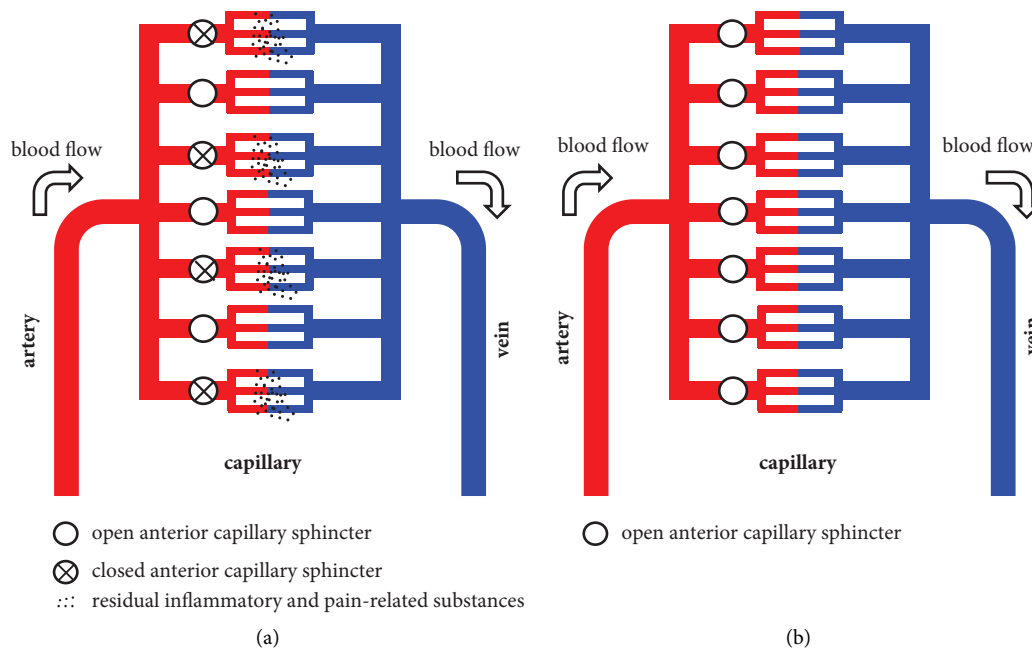 blood flow
blood flow
artery
vein
capillary
open anterior capillary sphincter
closed anterior capillary sphincter
residual inflammatory and pain-related substances
(a)
blood flow
blood flow
artery
vein
capillary
open anterior capillary sphincter
(b)